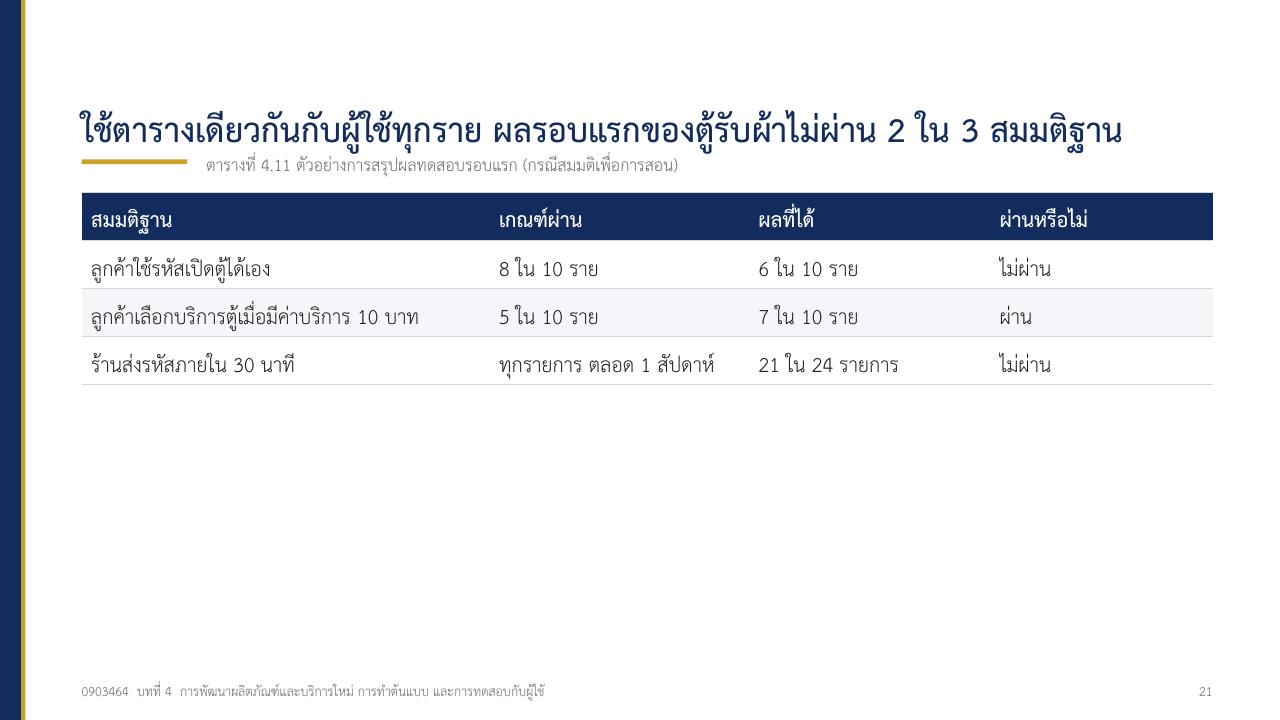 ใช้ตารางเดียวกันกับผู้ใช้ทุกราย ผลรอบแรกของตู้รับผ้าไม่ผ่าน 2 ใน 3 สมมติฐาน
ตารางที่ 4.11 ตัวอย่างการสรุปผลทดสอบรอบแรก (กรณีสมมติเพื่อการสอน)
สมมติฐาน เกณฑ์ผ่าน ผลที่ได้ ผ่านหรือไม่
ลูกค้าใช้รหัสเปิดตู้ได้เอง 8 ใน 10 ราย 6 ใน 10 ราย ไม่ผ่าน
ลูกค้าเลือกบริการตู้เมื่อมีค่าบริการ 10 บาท 5 ใน 10 ราย 7 ใน 10 ราย ผ่าน
ร้านส่งรหัสภายใน 30 นาที ทุกรายการ ตลอด 1 สัปดาห์ 21 ใน 24 รายการ ไม่ผ่าน
0903464 บทที่ 4 การพัฒนาผลิตภัณฑ์และบริการใหม่ การทำต้นแบบ และการทดสอบกับผู้ใช้ 21